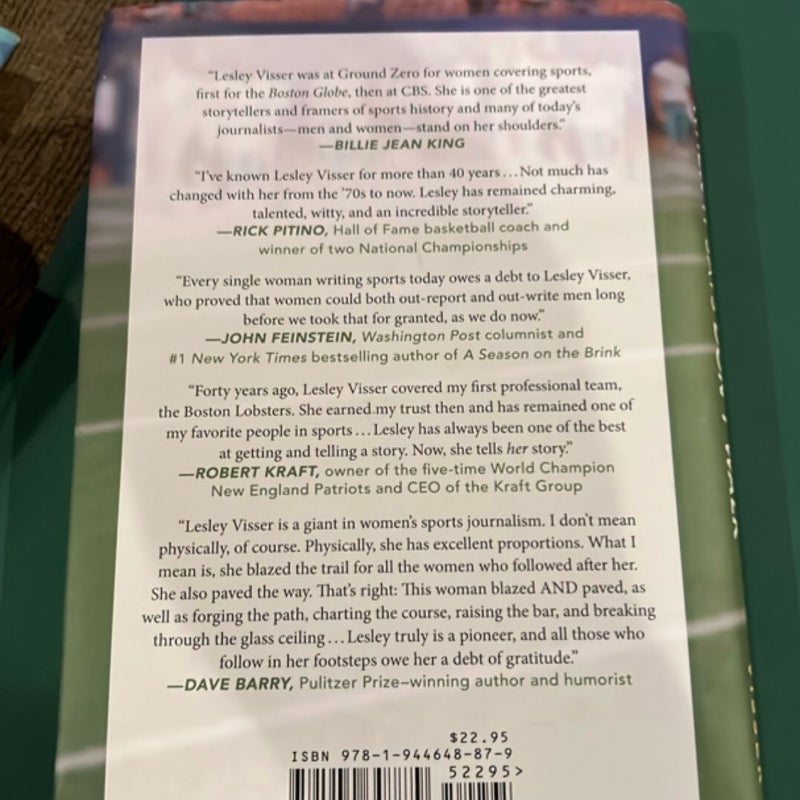 “Lesley Visser was at Ground Zero for women covering sports,
first for the Boston Globe, then at CBS. She is one of the greatest
storytellers and framers of sports history and many of today’s
journalists—men and women—stand on her shoulders.”
—BILLIE JEAN KING
“I’ve known Lesley Visser for more than 40 years...Not much has
changed with her from the ’70s to now. Lesley has remained charming,
talented, witty, and an incredible storyteller.”
—RICK PITINO, Hall of Fame basketball coach and
winner of two National Championships
“Every single woman writing sports today owes a debt to Lesley Visser,
who proved that women could both out-report and out-write men long
before we took that for granted, as we do now.”
—JOHN FEINSTEIN, Washington Post columnist and
#1 New York Times bestselling author of A Season on the Brink
“Forty years ago, Lesley Visser covered my first professional team,
the Boston Lobsters. She earned my trust then and has remained one of
my favorite people in sports...Lesley has always been one of the best
at getting and telling a story. Now, she tells her story.”
—ROBERT KRAFT, owner of the five-time World Champion
New England Patriots and CEO of the Kraft Group
“Lesley Visser is a giant in women’s sports journalism. I don’t mean
physically, of course. Physically, she has excellent proportions. What I
mean is, she blazed the trail for all the women who followed after her.
She also paved the way. That’s right: This woman blazed AND paved, as
well as forging the path, charting the course, raising the bar, and breaking
through the glass ceiling...Lesley truly is a pioneer, and all those who
follow in her footsteps owe her a debt of gratitude.”
—DAVE BARRY, Pulitzer Prize–winning author and humorist
$22.95
ISBN 978-1-944648-87-9
52295>